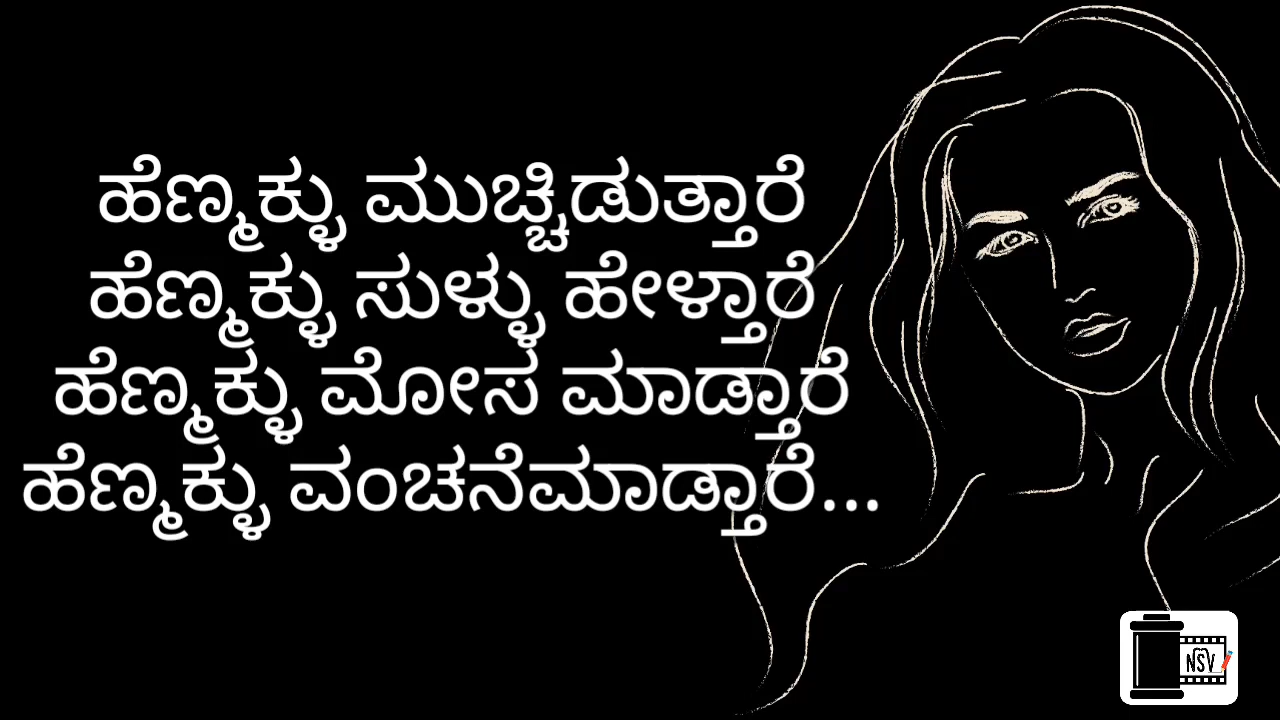 ಹೆಣ್ಮಕ್ಳು ಮುಚ್ಚಿಡುತ್ತಾರೆ
ಹೆಣ್ಮಕ್ಳು ಸುಳ್ಳು ಹೇಳ್ತಾರೆ
ಹೆಣ್ಮಕ್ಳು ಮೋಸ ಮಾಡ್ತಾರೆ
ಹೆಣ್ಮಕ್ಳು ವಂಚನೆಮಾಡ್ತಾರೆ...
NSV